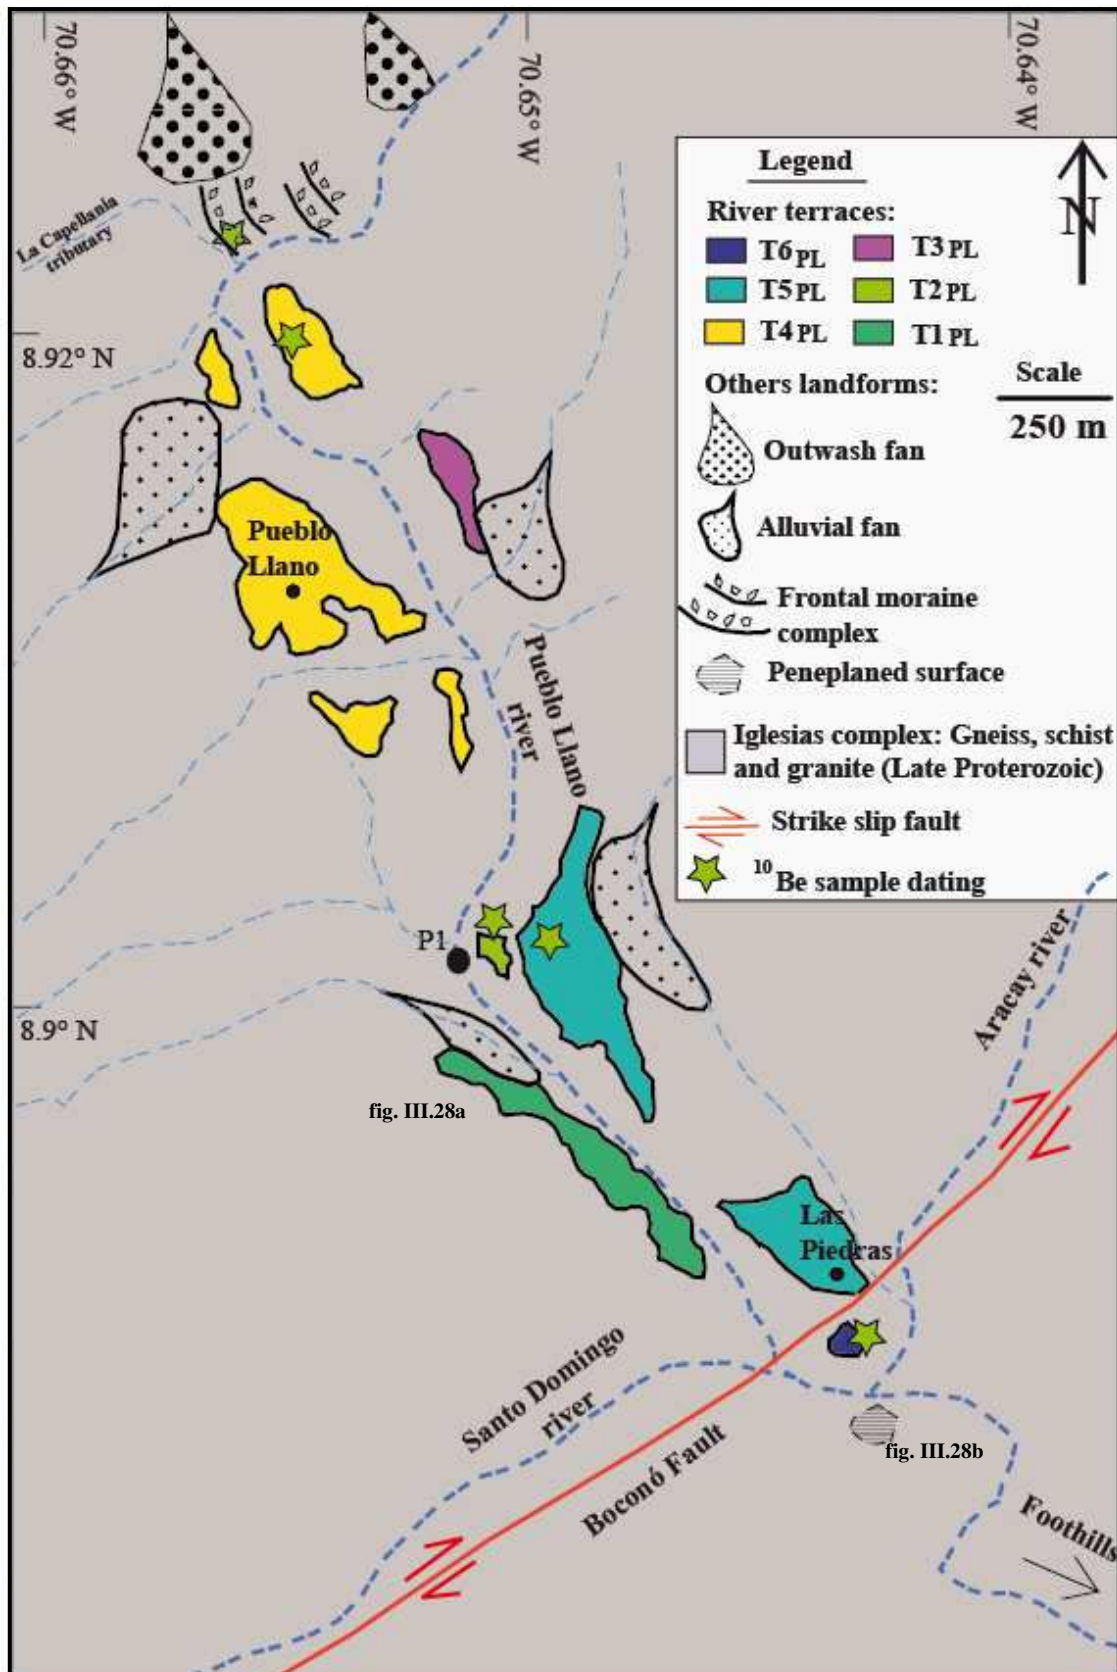 70.66° W
70.65° W
70.64° W
La Capellania
tributary
8.92° N
Pueblo
Llano
Pueblo Llano
river
P1
8.9° N
fig. III.28a
Las
Piedras
Aracay river
Santo Domingo
river
Boconó Fault
fig. III.28b
Foothills
Legend
N
River terraces:
T6PL T3PL
T5PL T2PL
T4PL T1PL
Others landforms:
Scale
250 m
Outwash fan
Alluvial fan
Frontal moraine
complex
Peneplaned surface
Iglesias complex: Gneiss, schist
and granite (Late Proterozoic)
Strike slip fault
10Be sample dating